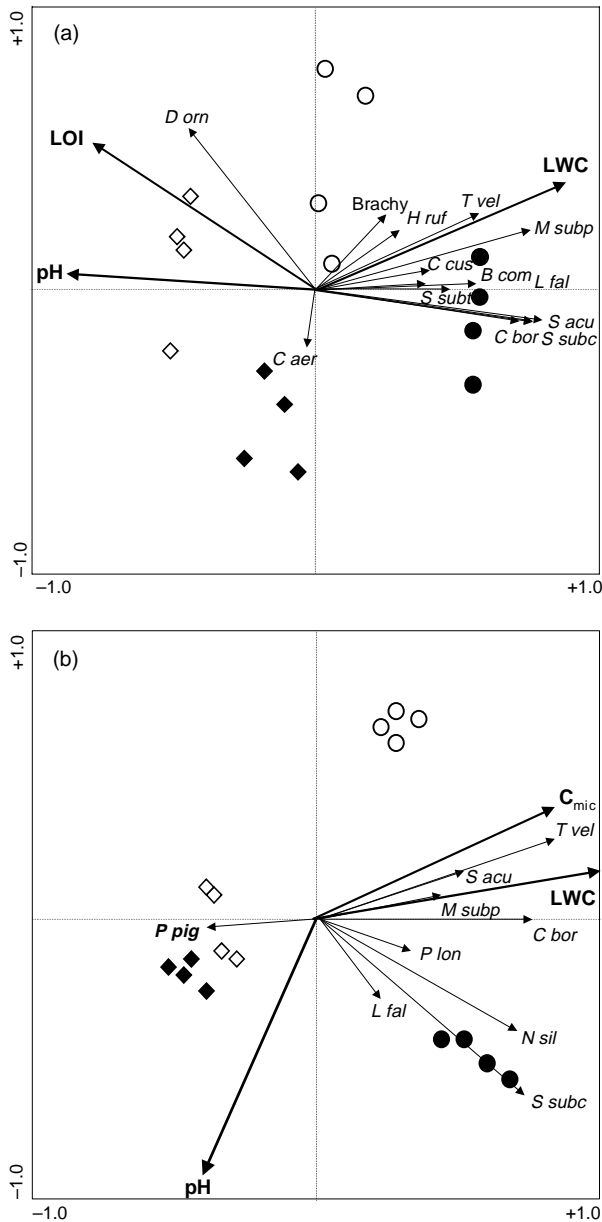 +1.0
(a)
D orn
LOI
LWC
Brachy
T vel
H ruf
M subp
C cus
pH
B com
L fal
S subt
S acu
C bor
S subc
C aer
−1.0
−1.0
+1.0
+1.0
(b)
Cmic
T vel
S acu
LWC
M subp
P pig
C bor
P lon
L fal
N sil
S subc
pH
−1.0
−1.0
+1.0